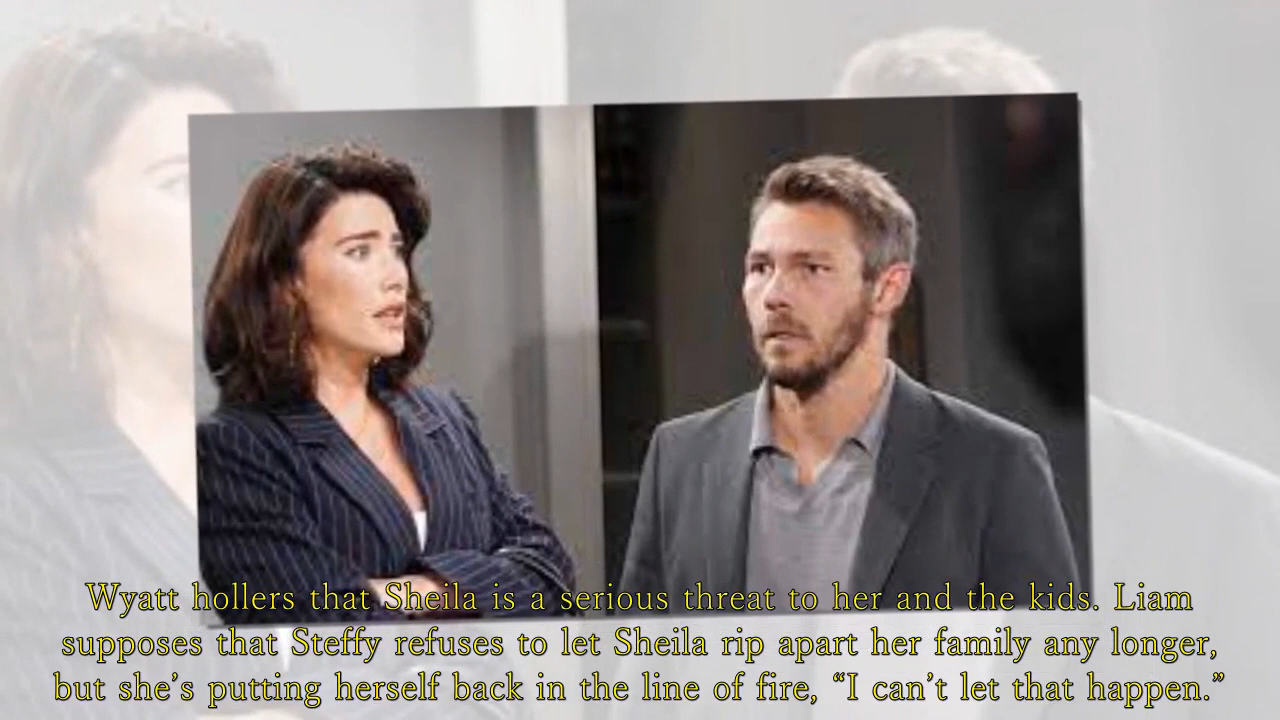 Wyatt hollers that Sheila is a serious threat to her and the kids. Liam
supposes that Steffy refuses to let Sheila rip apart her family any longer,
but she’s putting herself back in the line of fire, “I can’t let that happen.”